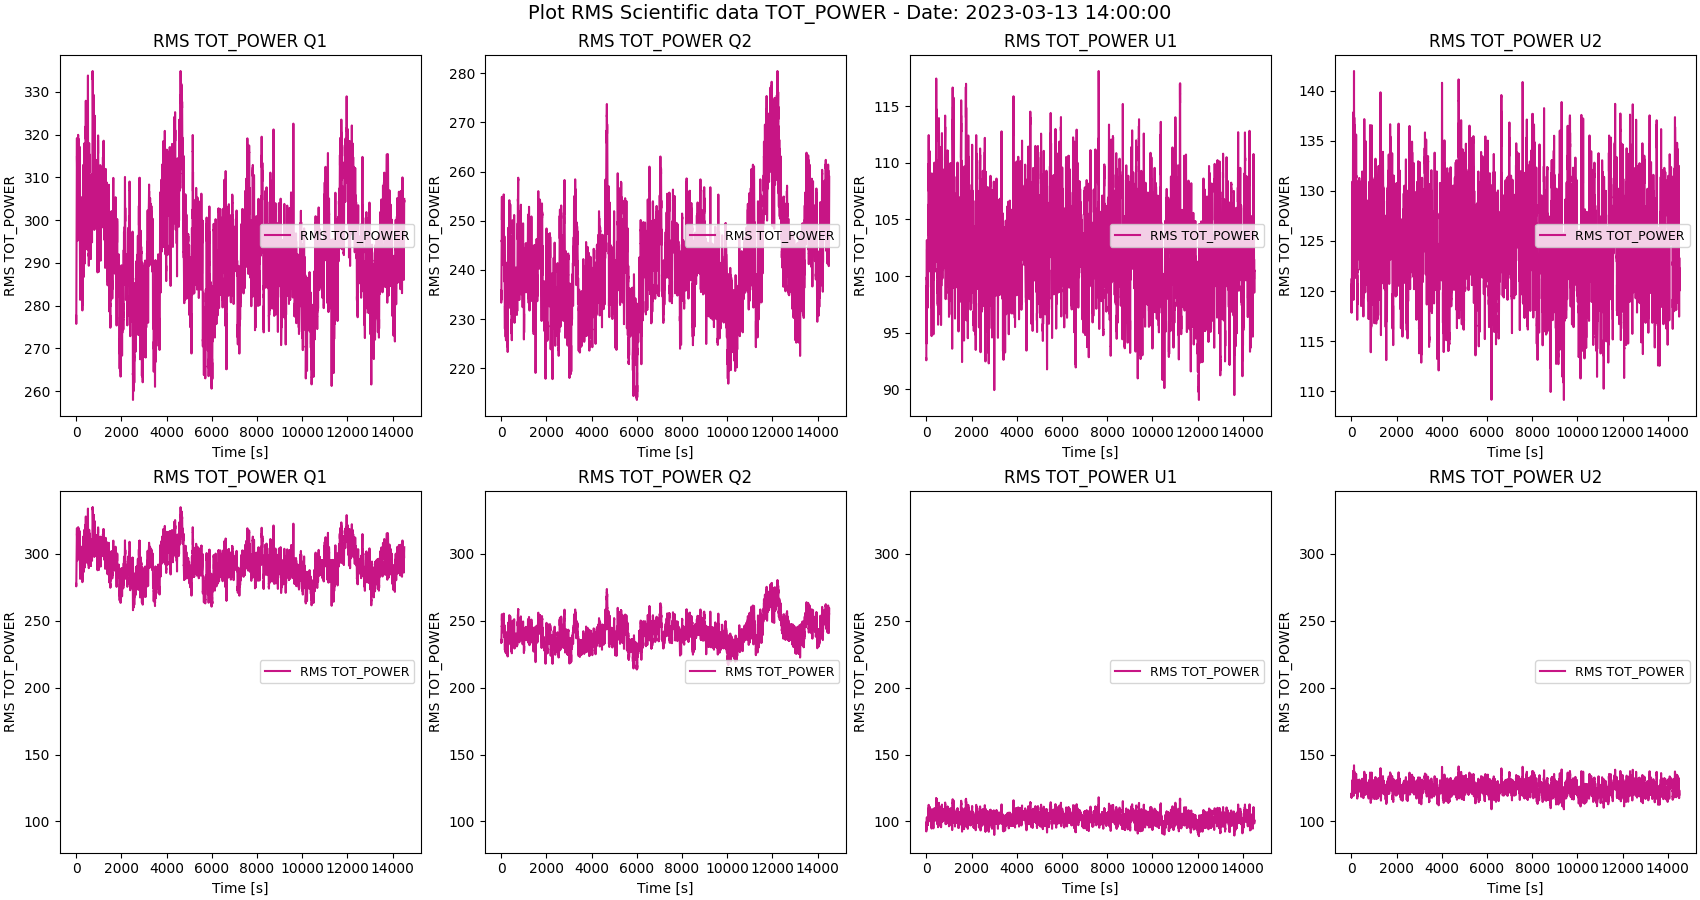 Plot RMS Scientific data TOT_POWER - Date: 2023-03-13 14:00:00
RMS TOT_POWER Q1
RMS TOT_POWER
330
320
310
300
290
280
270
260
RMS TOT_POWER
0 2000 4000 6000 8000 10000 12000 14000
Time [s]
RMS TOT_POWER Q2
RMS TOT_POWER
280
270
260
250
240
230
220
RMS TOT_POWER
0 2000 4000 6000 8000 10000 12000 14000
Time [s]
RMS TOT_POWER U1
RMS TOT_POWER
115
110
105
100
95
90
RMS TOT_POWER
0 2000 4000 6000 8000 10000 12000 14000
Time [s]
RMS TOT_POWER U2
RMS TOT_POWER
140
135
130
125
120
115
110
RMS TOT_POWER
0 2000 4000 6000 8000 10000 12000 14000
Time [s]
RMS TOT_POWER Q1
RMS TOT_POWER
300
250
200
150
100
RMS TOT_POWER
0 2000 4000 6000 8000 10000 12000 14000
Time [s]
RMS TOT_POWER Q2
RMS TOT_POWER
300
250
200
150
100
RMS TOT_POWER
0 2000 4000 6000 8000 10000 12000 14000
Time [s]
RMS TOT_POWER U1
RMS TOT_POWER
300
250
200
150
100
RMS TOT_POWER
0 2000 4000 6000 8000 10000 12000 14000
Time [s]
RMS TOT_POWER U2
RMS TOT_POWER
300
250
200
150
100
RMS TOT_POWER
0 2000 4000 6000 8000 10000 12000 14000
Time [s]